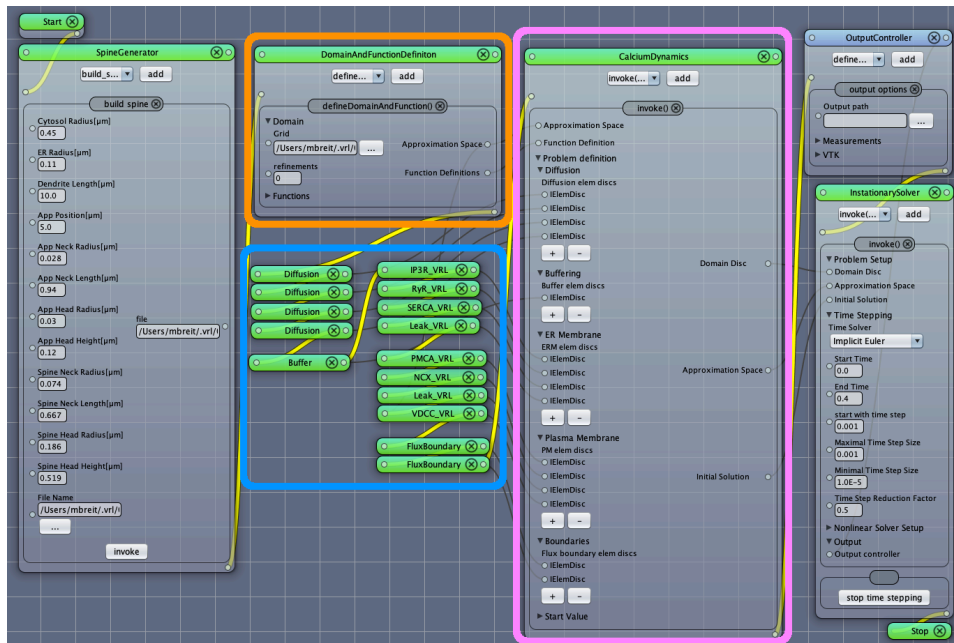 Start
SpineGenerator
build_s...
add
build spine
Cytosol Radius[μm]
0.45
ER Radius[μm]
0.11
Dendrite Length[μm]
10.0
App Position[μm]
5.0
App Neck Radius[μm]
0.028
App Neck Length[μm]
0.94
App Head Radius[μm]
0.03
App Head Height[μm]
0.12
Spine Neck Radius[μm]
0.074
Spine Neck Length[μm]
0.667
Spine Head Radius[μm]
0.186
Spine Head Height[μm]
0.519
File Name
/Users/mbreit/.vrl/
...
invoke
file
/Users/mbreit/.vrl/
DomainAndFunctionDefiniton
define...
add
defineDomainAndFunction()
Domain
Grid
/Users/mbreit/.vrl/
...
refinements
0
Functions
Approximation Space
Function Definitions
Diffusion
Diffusion
Diffusion
Diffusion
Buffer
IP3R_VRL
RyR_VRL
SERCA_VRL
Leak_VRL
PMCA_VRL
NCX_VRL
Leak_VRL
VDCC_VRL
FluxBoundary
FluxBoundary
CalciumDynamics
invoke(...
add
invoke()
Approximation Space
Function Definition
Problem definition
Diffusion
Diffusion elem discs
IElemDisc
IElemDisc
IElemDisc
IElemDisc
+ -
Buffering
Buffer elem discs
IElemDisc
+ -
ER Membrane
ERM elem discs
IElemDisc
IElemDisc
IElemDisc
IElemDisc
+ -
Plasma Membrane
PM elem discs
IElemDisc
IElemDisc
IElemDisc
IElemDisc
+ -
Boundaries
Flux boundary elem discs
IElemDisc
IElemDisc
+ -
Start Value
Domain Disc
Approximation Space
Initial Solution
OutputController
define...
add
output options
Output path
...
Measurements
VTK
InstationarySolver
invoke(...
add
invoke()
Problem Setup
Domain Disc
Approximation Space
Initial Solution
Time Stepping
Time Solver
Implicit Euler
Start Time
0.0
End Time
0.4
start with time step
0.001
Maximal Time Step Size
0.001
Minimal Time Step Size
1.0E-5
Time Step Reduction Factor
0.5
Nonlinear Solver Setup
Output
Output controller
stop time stepping
Stop